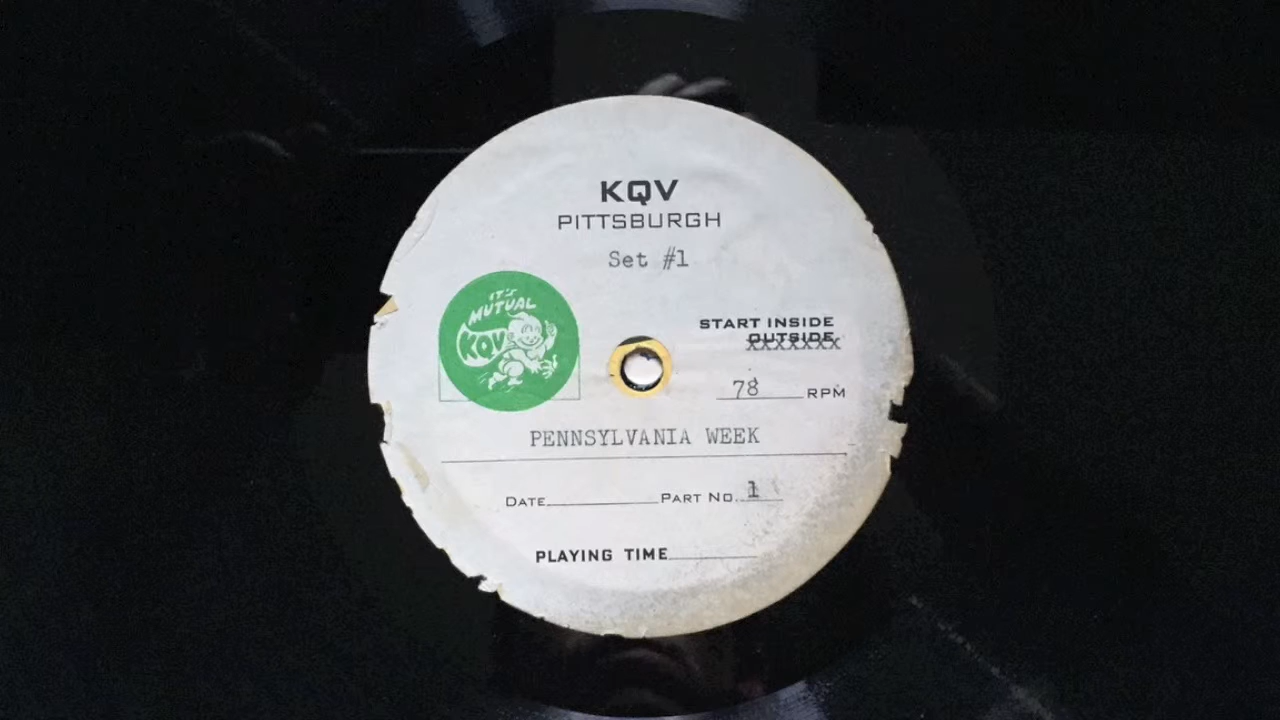 KQV
PITTSBURGH
Set #1
IT'S
MUTUAL
KQV
START INSIDE
OUTSIDE
XXXXXXX
78 RPM
PENNSYLVANIA WEEK
DATE PART NO. 1
PLAYING TIME